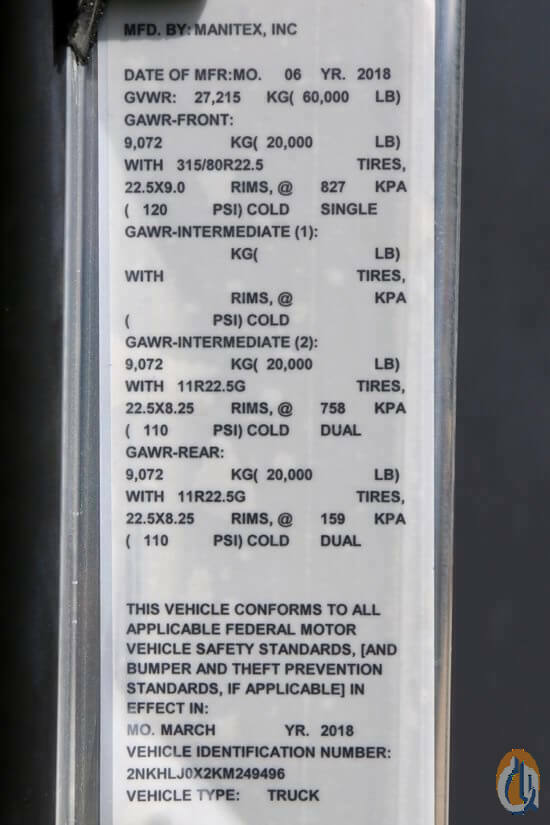 MFD. BY: MANITEX, INC
DATE OF MFR:MO. 06 YR. 2018
GVWR: 27,215 KG( 60,000 LB)
GAWR-FRONT:
9,072 KG( 20,000 LB)
WITH 315/80R22.5 TIRES,
22.5X9.0 RIMS, @ 827 KPA
( 120 PSI) COLD SINGLE
GAWR-INTERMEDIATE (1):
KG( LB)
WITH TIRES,
RIMS, @ KPA
( PSI) COLD
GAWR-INTERMEDIATE (2):
9,072 KG( 20,000 LB)
WITH 11R22.5G TIRES,
22.5X8.25 RIMS, @ 758 KPA
( 110 PSI) COLD DUAL
GAWR-REAR:
9,072 KG( 20,000 LB)
WITH 11R22.5G TIRES,
22.5X8.25 RIMS, @ 159 KPA
( 110 PSI) COLD DUAL
THIS VEHICLE CONFORMS TO ALL
APPLICABLE FEDERAL MOTOR
VEHICLE SAFETY STANDARDS, [AND
BUMPER AND THEFT PREVENTION
STANDARDS, IF APPLICABLE] IN
EFFECT IN:
MO. MARCH YR. 2018
VEHICLE IDENTIFICATION NUMBER:
2NKHLJ0X2KM249496
VEHICLE TYPE: TRUCK